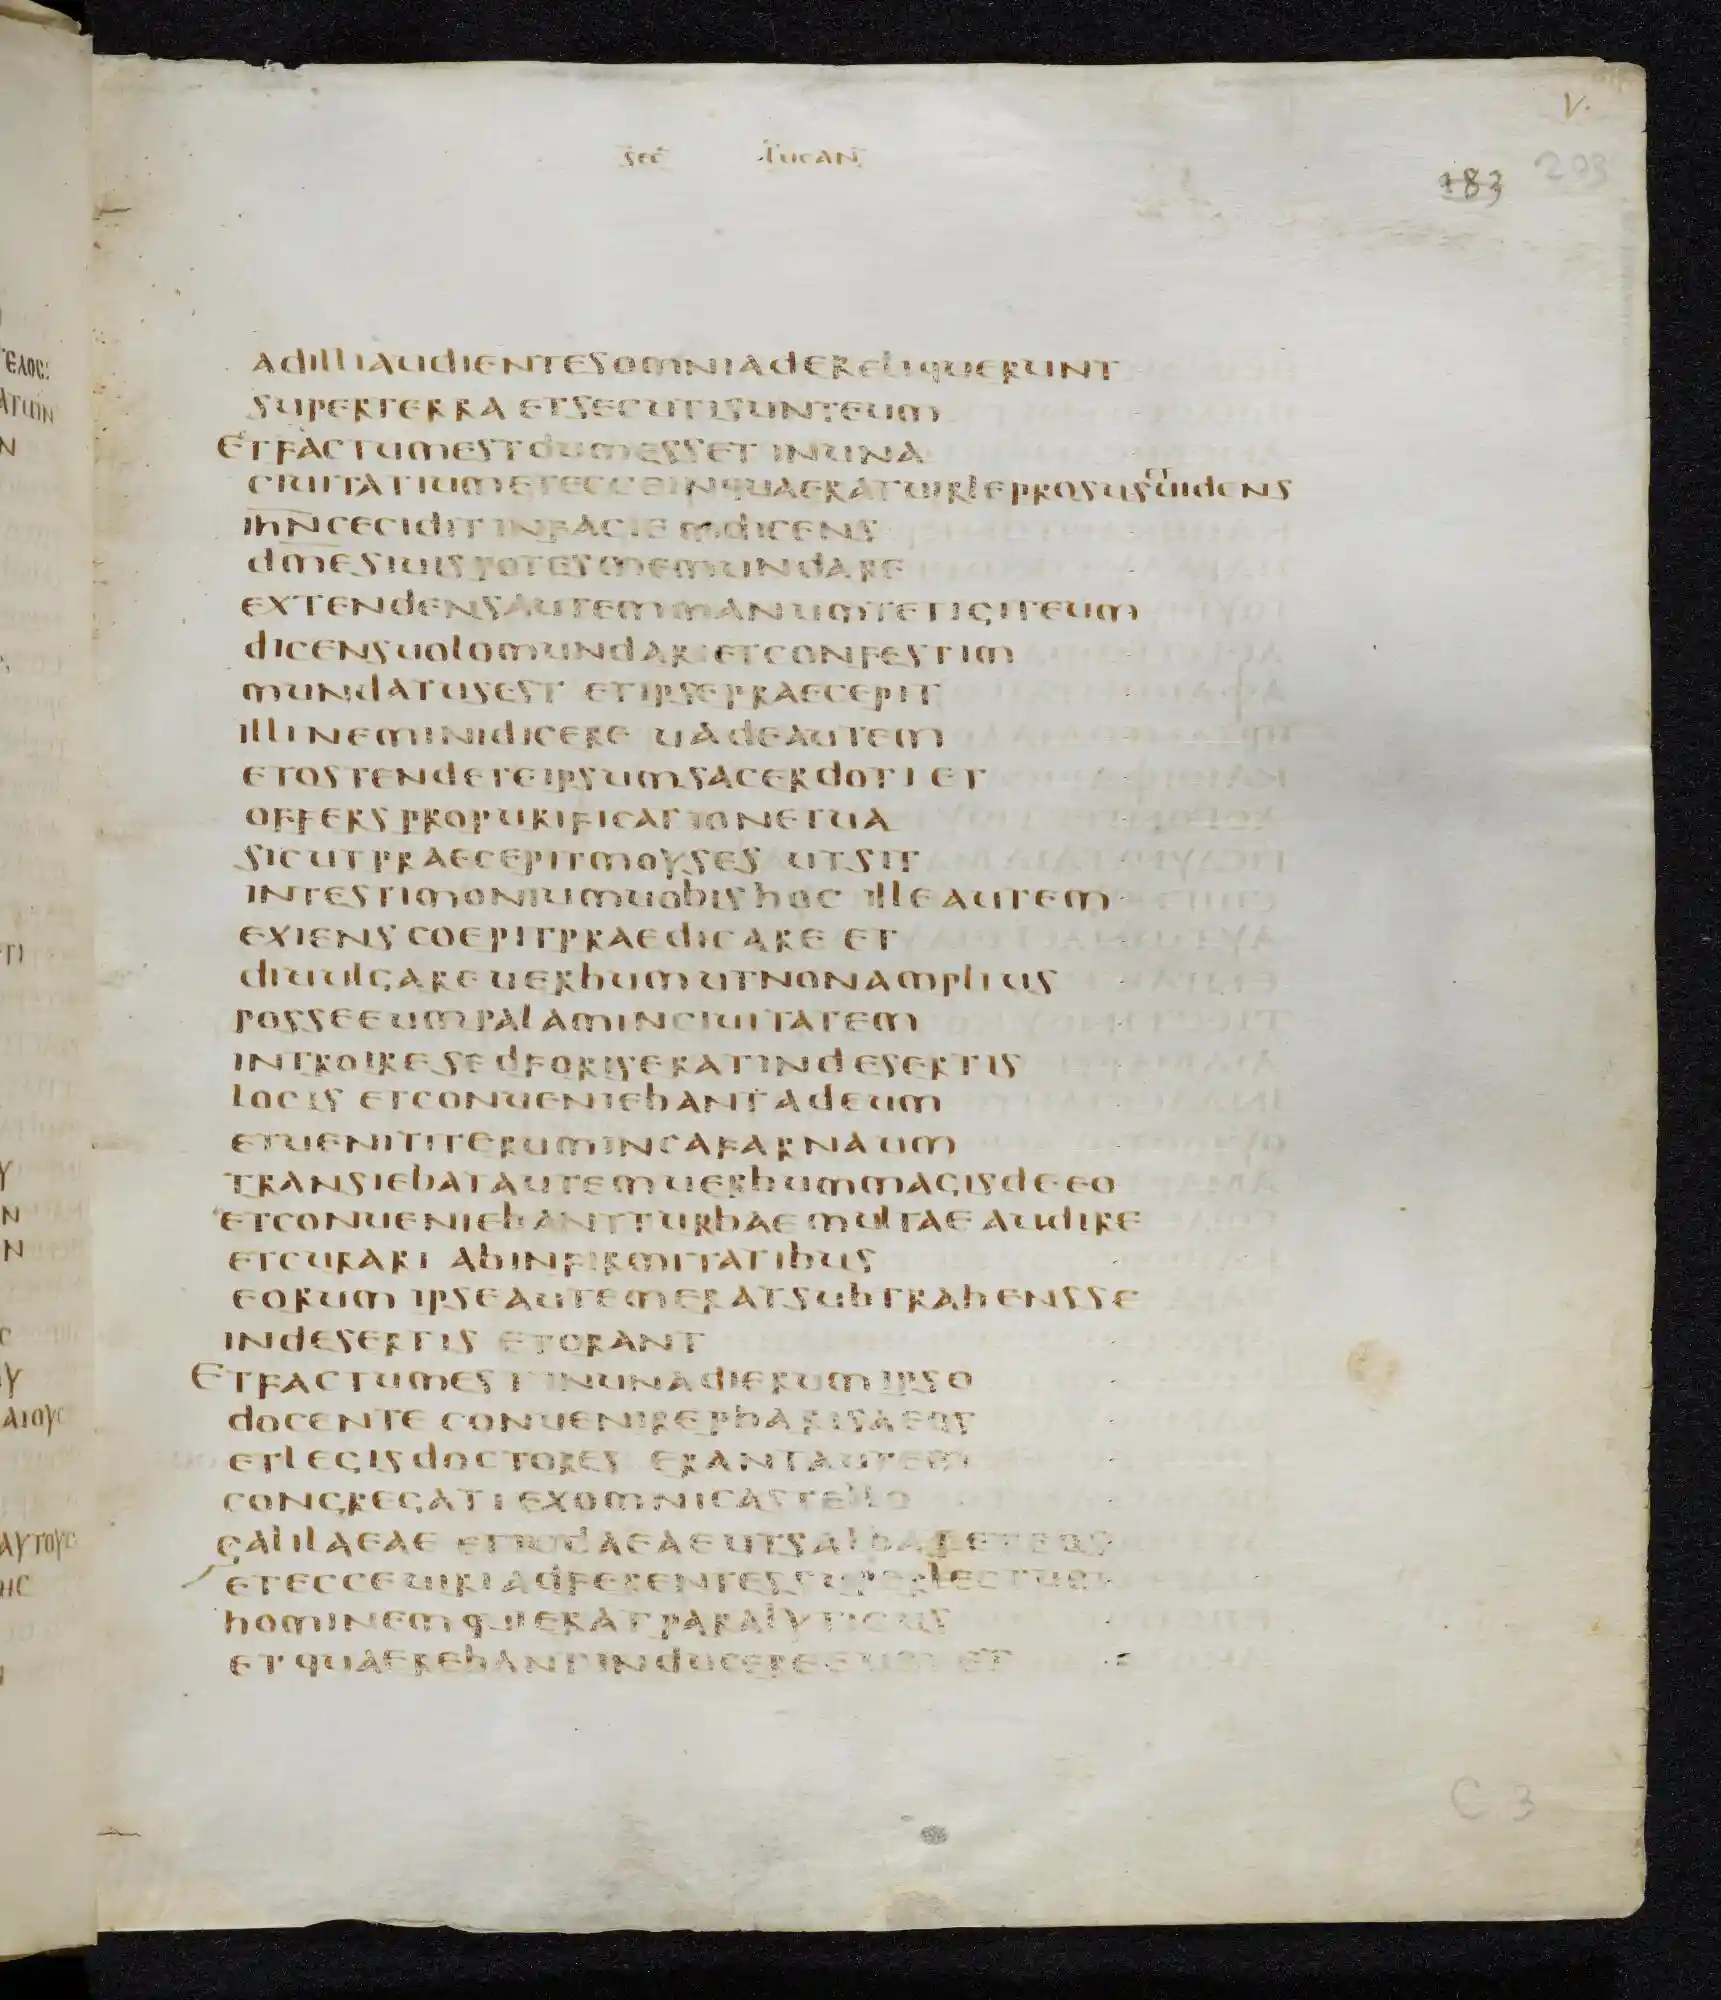 V.
sec̅ lucan̅
183 203
ad illi audientes omnia dereliquerunt
super terra et secuti sunt eum
Et factum est dum esset in una
ciuitatium et ecce in qua erat uir leprosus et uidens
ih̅n̅ cecidit in faciem dicens
dm̅e si uis potes me mundare
extendens autem manum tetigit eum
dicens uolo mundari et confestim
mundatus est et ipse praecepit
illi nemini dicere uade autem
et ostende te ipsum sacerdoti et
offers pro purificatione tua
sicut praecepit moyses ut sit
in testimonium uobis hoc ille autem
exiens coepit praedicare et
diuulgare uerbum ut non amplius
posse eum palam in ciuitatem
introire sed foris erat in desertis
locis et conueniebant ad eum
et uenit iterum in cafarnaum
transiebat autem uerbum magis de eo
et conueniebant turbae multae audire
et curari ab infirmitatibus
eorum ipse autem erat subtrahens se
in desertis et orant
Et factum est in una dierum ipso
docente conuenire pharisaeos
et legis doctores erant autem
congregati ex omni castello
galilaeae et iudaeae ut salbaret eos
et ecce uiri adferentes super lectum
hominem qui erat paralyticus
et quaerebant inducere eum et
C 3